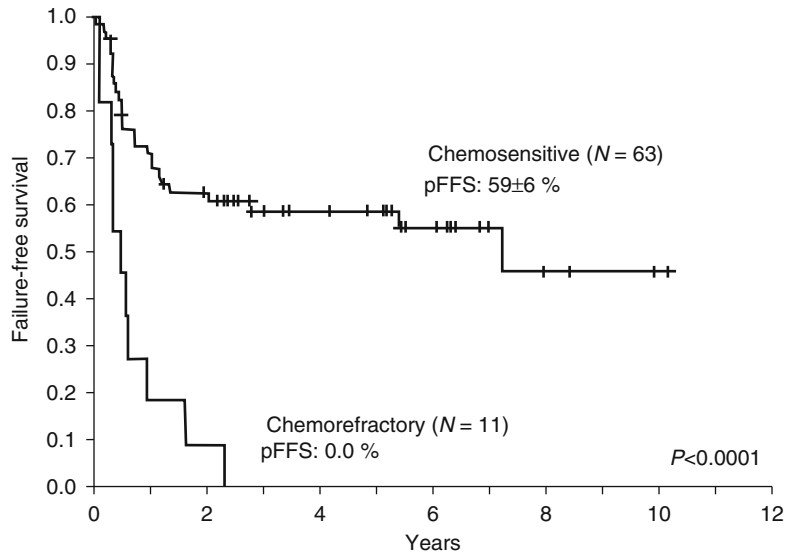 1.0
0.9
0.8
0.7
0.6
0.5
0.4
0.3
0.2
0.1
0.0
Failure-free survival
Chemosensitive (N = 63)
pFFS: 59±6 %
Chemorefractory (N = 11)
pFFS: 0.0 %
P<0.0001
0 2 4 6 8 10 12
Years